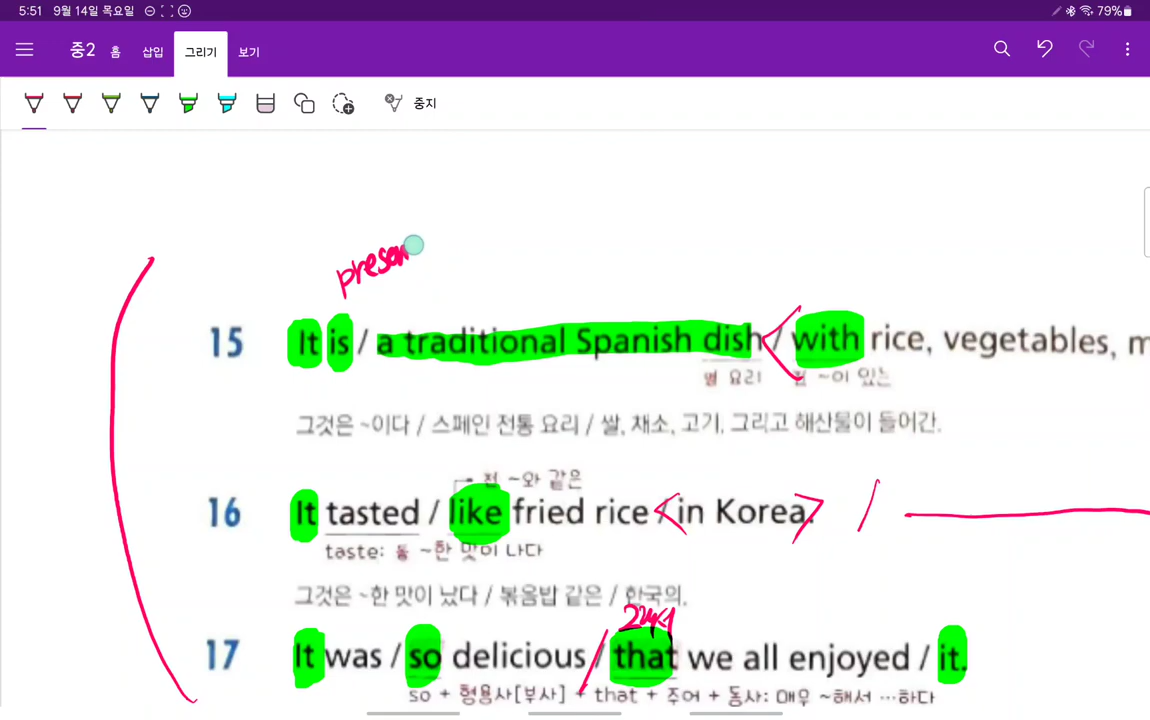 5:51 9월 14일 목요일 79%
중2 홈 삽입 그리기 보기
중지
presen
15 It is / a traditional Spanish dish / with rice, vegetables, m
명 요리 전 ~이 있는
그것은 ~이다 / 스페인 전통 요리 / 쌀, 채소, 고기, 그리고 해산물이 들어간.
전 ~와 같은
16 It tasted / like fried rice / in Korea. /
taste: 동 ~한 맛이 나다
그것은 ~한 맛이 났다 / 볶음밥 같은 / 한국의.
17 It was / so delicious / that we all enjoyed / it.
so + 형용사[부사] + that + 주어 + 동사: 매우 ~해서 …하다